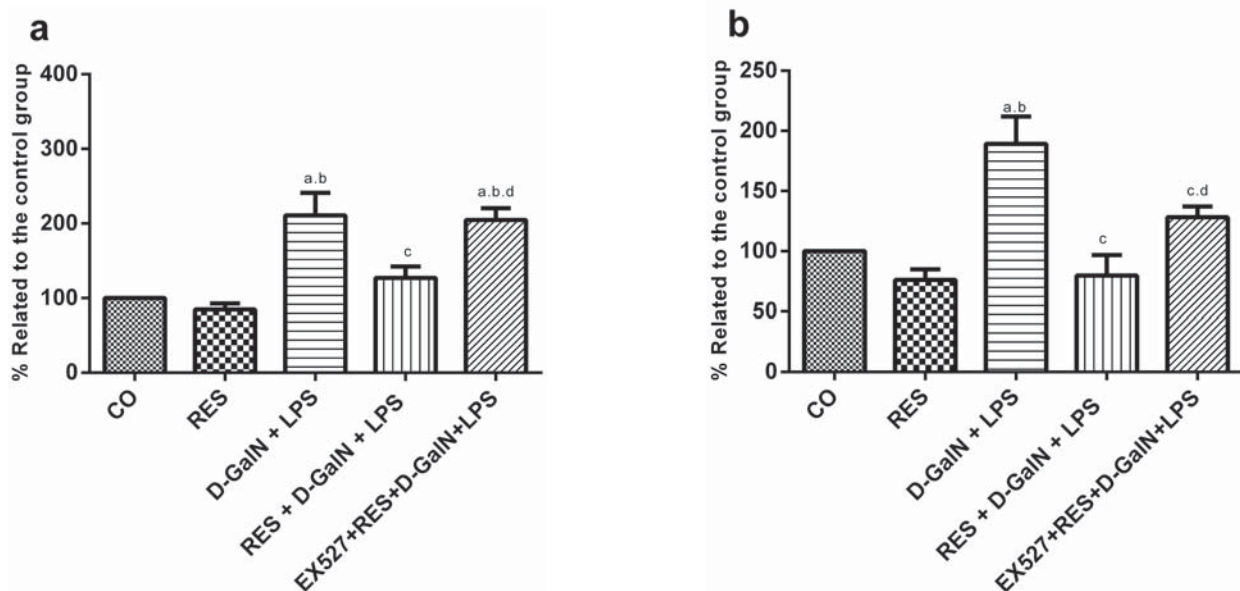 a
% Related to the control group
400
300
200
100
0
a.b
c
a.b.d
CO
RES
D-GalN + LPS
RES + D-GalN + LPS
EX527+RES+D-GalN+LPS
b
% Related to the control group
250
200
150
100
50
0
a.b
c
c.d
CO
RES
D-GalN + LPS
RES + D-GalN + LPS
EX527+RES+D-GalN+LPS